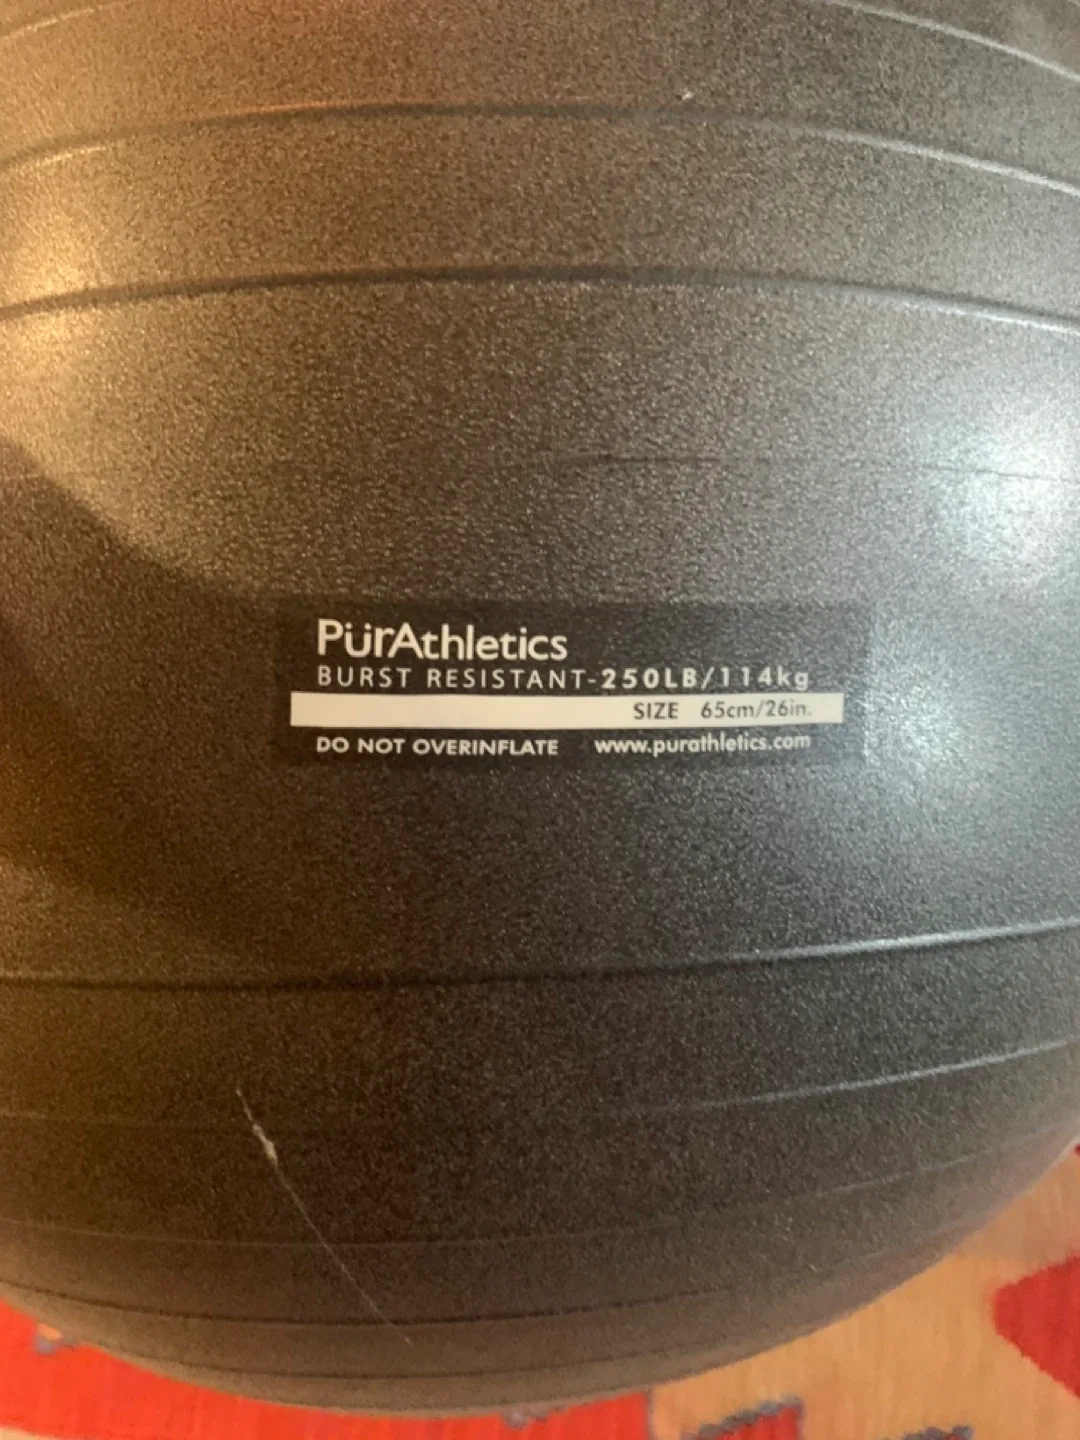 PürAthletics
BURST RESISTANT-250LB/114kg
SIZE 65cm/26in.
DO NOT OVERINFLATE www.purathletics.com